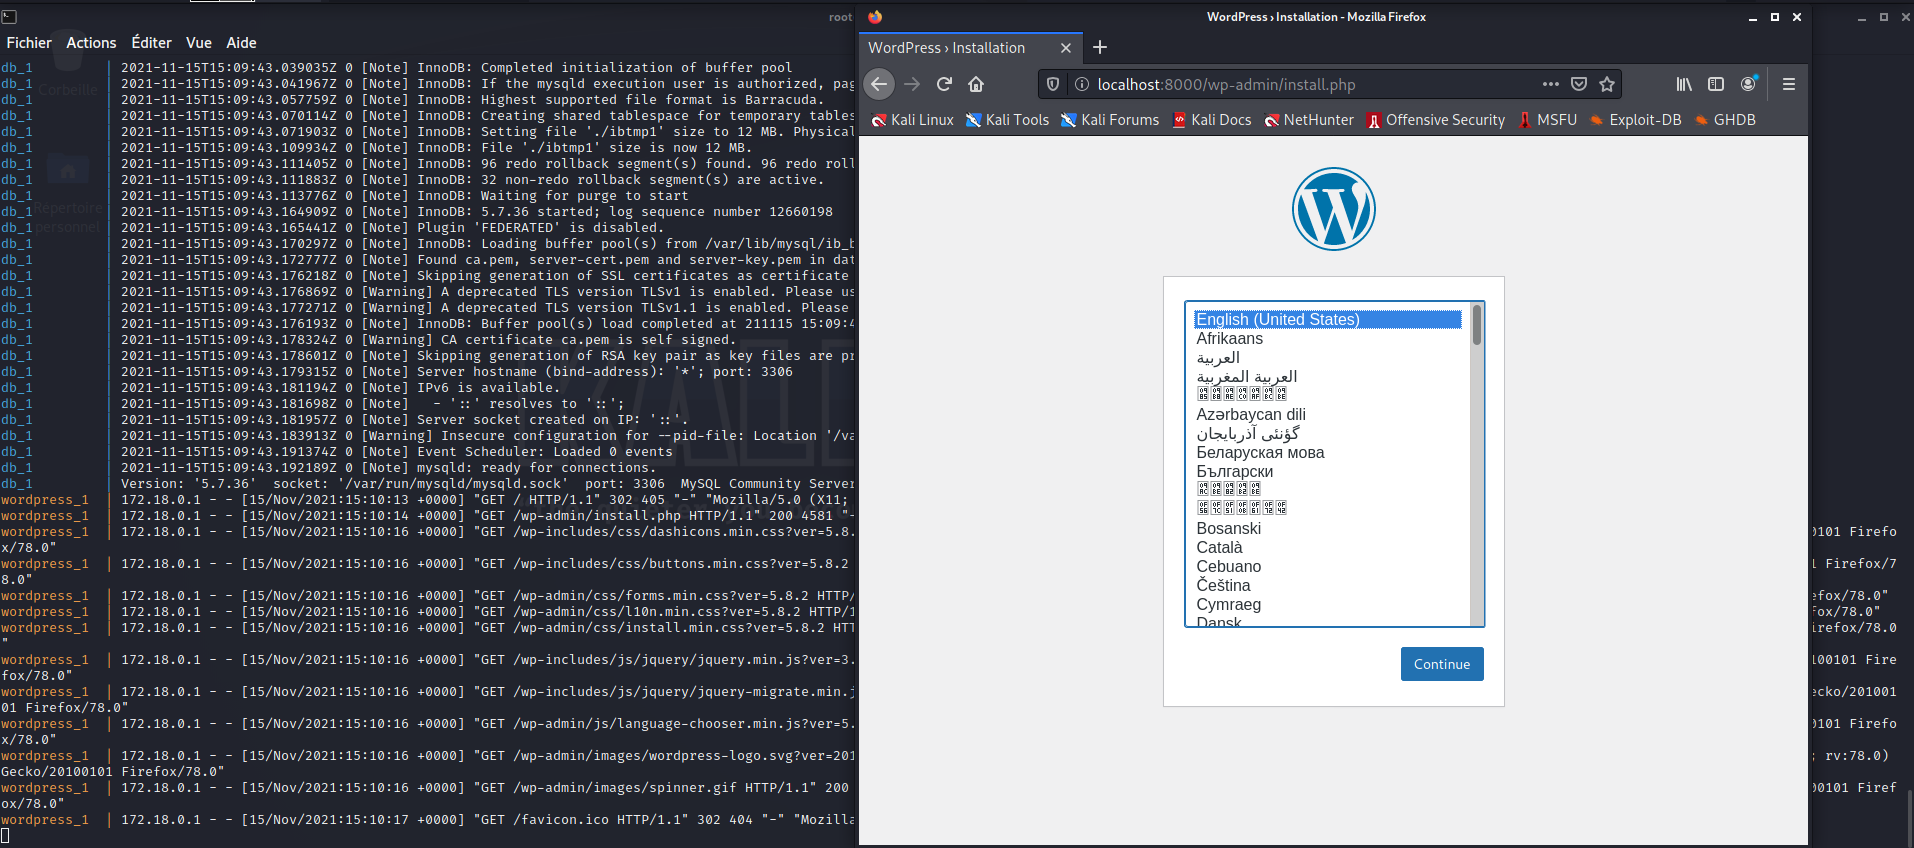 root
Fichier Actions Éditer Vue Aide
db_1 | 2021-11-15T15:09:43.039035Z 0 [Note] InnoDB: Completed initialization of buffer pool
db_1 | 2021-11-15T15:09:43.041967Z 0 [Note] InnoDB: If the mysqld execution user is authorized, pag
db_1 | 2021-11-15T15:09:43.057759Z 0 [Note] InnoDB: Highest supported file format is Barracuda.
db_1 | 2021-11-15T15:09:43.070114Z 0 [Note] InnoDB: Creating shared tablespace for temporary tables
db_1 | 2021-11-15T15:09:43.071903Z 0 [Note] InnoDB: Setting file './ibtmp1' size to 12 MB. Physical
db_1 | 2021-11-15T15:09:43.109934Z 0 [Note] InnoDB: File './ibtmp1' size is now 12 MB.
db_1 | 2021-11-15T15:09:43.111405Z 0 [Note] InnoDB: 96 redo rollback segment(s) found. 96 redo roll
db_1 | 2021-11-15T15:09:43.111883Z 0 [Note] InnoDB: 32 non-redo rollback segment(s) are active.
db_1 | 2021-11-15T15:09:43.113776Z 0 [Note] InnoDB: Waiting for purge to start
db_1 | 2021-11-15T15:09:43.164909Z 0 [Note] InnoDB: 5.7.36 started; log sequence number 12660198
db_1 | 2021-11-15T15:09:43.165441Z 0 [Note] Plugin 'FEDERATED' is disabled.
db_1 | 2021-11-15T15:09:43.170297Z 0 [Note] InnoDB: Loading buffer pool(s) from /var/lib/mysql/ib_b
db_1 | 2021-11-15T15:09:43.172777Z 0 [Note] Found ca.pem, server-cert.pem and server-key.pem in dat
db_1 | 2021-11-15T15:09:43.176218Z 0 [Note] Skipping generation of SSL certificates as certificate
db_1 | 2021-11-15T15:09:43.176869Z 0 [Warning] A deprecated TLS version TLSv1 is enabled. Please us
db_1 | 2021-11-15T15:09:43.177271Z 0 [Warning] A deprecated TLS version TLSv1.1 is enabled. Please
db_1 | 2021-11-15T15:09:43.176193Z 0 [Note] InnoDB: Buffer pool(s) load completed at 211115 15:09:4
db_1 | 2021-11-15T15:09:43.178324Z 0 [Warning] CA certificate ca.pem is self signed.
db_1 | 2021-11-15T15:09:43.178601Z 0 [Note] Skipping generation of RSA key pair as key files are pr
db_1 | 2021-11-15T15:09:43.179315Z 0 [Note] Server hostname (bind-address): '*'; port: 3306
db_1 | 2021-11-15T15:09:43.181194Z 0 [Note] IPv6 is available.
db_1 | 2021-11-15T15:09:43.181698Z 0 [Note]   - '::' resolves to '::';
db_1 | 2021-11-15T15:09:43.181957Z 0 [Note] Server socket created on IP: '::'.
db_1 | 2021-11-15T15:09:43.183913Z 0 [Warning] Insecure configuration for --pid-file: Location '/va
db_1 | 2021-11-15T15:09:43.191374Z 0 [Note] Event Scheduler: Loaded 0 events
db_1 | 2021-11-15T15:09:43.192189Z 0 [Note] mysqld: ready for connections.
db_1 | Version: '5.7.36'  socket: '/var/run/mysqld/mysqld.sock'  port: 3306  MySQL Community Server
wordpress_1 | 172.18.0.1 - - [15/Nov/2021:15:10:13 +0000] "GET / HTTP/1.1" 302 405 "-" "Mozilla/5.0 (X11;
wordpress_1 | 172.18.0.1 - - [15/Nov/2021:15:10:14 +0000] "GET /wp-admin/install.php HTTP/1.1" 200 4581 "-
wordpress_1 | 172.18.0.1 - - [15/Nov/2021:15:10:16 +0000] "GET /wp-includes/css/dashicons.min.css?ver=5.8. 0101 Firefo
x/78.0"
wordpress_1 | 172.18.0.1 - - [15/Nov/2021:15:10:16 +0000] "GET /wp-includes/css/buttons.min.css?ver=5.8.2 1 Firefox/7
8.0"
wordpress_1 | 172.18.0.1 - - [15/Nov/2021:15:10:16 +0000] "GET /wp-admin/css/forms.min.css?ver=5.8.2 HTTP/ efox/78.0"
wordpress_1 | 172.18.0.1 - - [15/Nov/2021:15:10:16 +0000] "GET /wp-admin/css/l10n.min.css?ver=5.8.2 HTTP/1 fox/78.0"
wordpress_1 | 172.18.0.1 - - [15/Nov/2021:15:10:16 +0000] "GET /wp-admin/css/install.min.css?ver=5.8.2 HTT irefox/78.0
"
wordpress_1 | 172.18.0.1 - - [15/Nov/2021:15:10:16 +0000] "GET /wp-includes/js/jquery/jquery.min.js?ver=3. 100101 Fire
fox/78.0"
wordpress_1 | 172.18.0.1 - - [15/Nov/2021:15:10:16 +0000] "GET /wp-includes/js/jquery/jquery-migrate.min.j ecko/201001
01 Firefox/78.0"
wordpress_1 | 172.18.0.1 - - [15/Nov/2021:15:10:16 +0000] "GET /wp-admin/js/language-chooser.min.js?ver=5. 0101 Firefo
x/78.0"
wordpress_1 | 172.18.0.1 - - [15/Nov/2021:15:10:16 +0000] "GET /wp-admin/images/wordpress-logo.svg?ver=201 ; rv:78.0)
Gecko/20100101 Firefox/78.0"
wordpress_1 | 172.18.0.1 - - [15/Nov/2021:15:10:16 +0000] "GET /wp-admin/images/spinner.gif HTTP/1.1" 200 00101 Firef
ox/78.0"
wordpress_1 | 172.18.0.1 - - [15/Nov/2021:15:10:17 +0000] "GET /favicon.ico HTTP/1.1" 302 404 "-" "Mozilla
Corbeille
Répertoire
personnel
KALI
WordPress › Installation - Mozilla Firefox
WordPress › Installation
localhost:8000/wp-admin/install.php
Kali Linux Kali Tools Kali Forums Kali Docs NetHunter Offensive Security MSFU Exploit-DB GHDB
English (United States)
Afrikaans
العربية
العربية المغربية
Azərbaycan dili
گؤنئی آذربایجان
Беларуская мова
Български
Bosanski
Català
Cebuano
Čeština
Cymraeg
Dansk
Continue